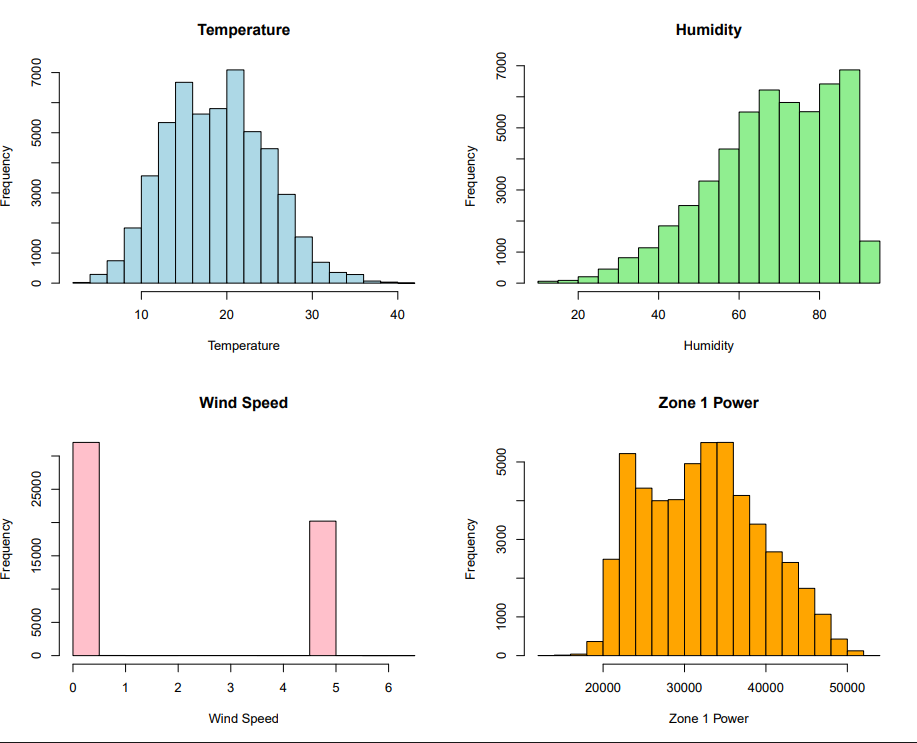 Temperature
Frequency
1000 3000 5000 7000
0
10 20 30 40
Temperature
Humidity
Frequency
0 1000 3000 5000 7000
20 40 60 80
Humidity
Wind Speed
Frequency
0 5000 15000 25000
0 1 2 3 4 5 6
Wind Speed
Zone 1 Power
Frequency
0 1000 3000 5000
20000 30000 40000 50000
Zone 1 Power